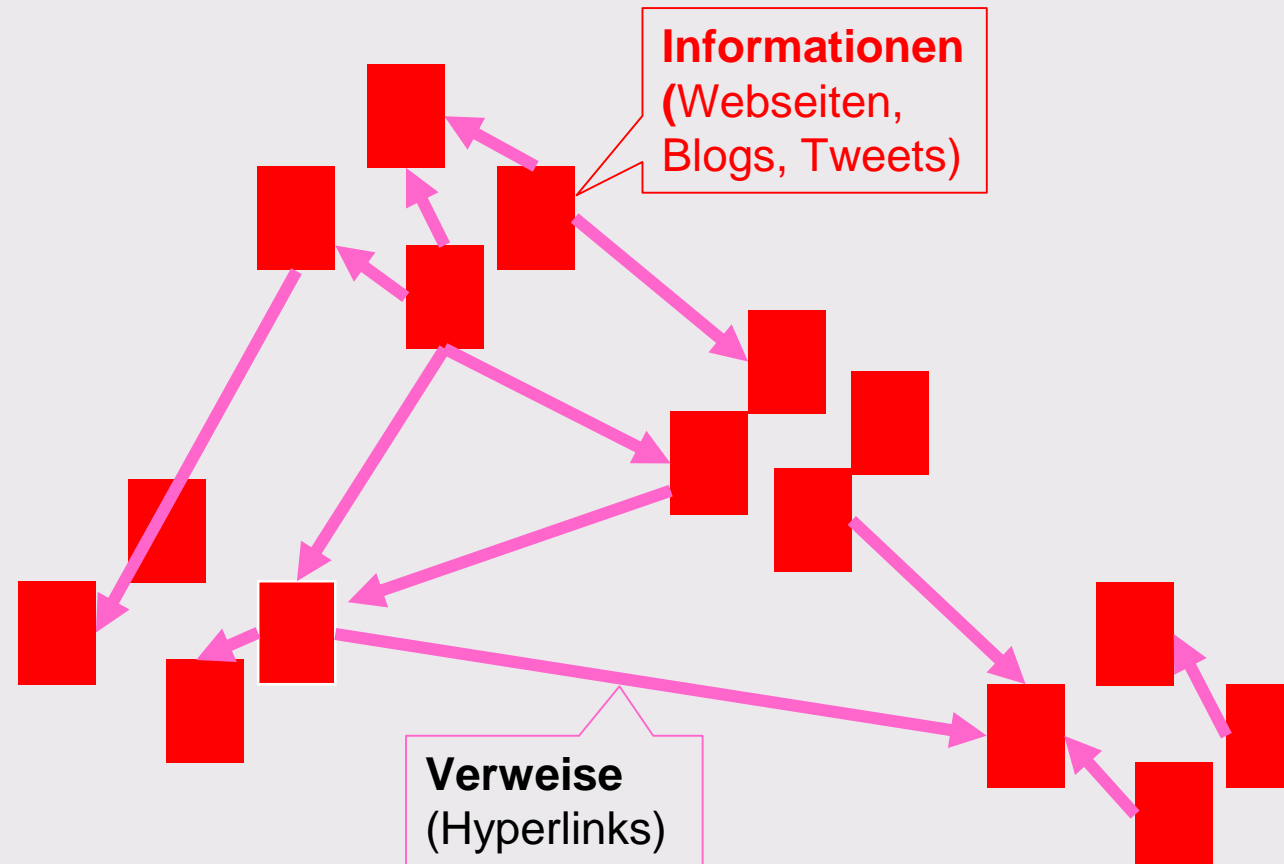 Informationen
(Webseiten,
Blogs, Tweets)
Verweise
(Hyperlinks)